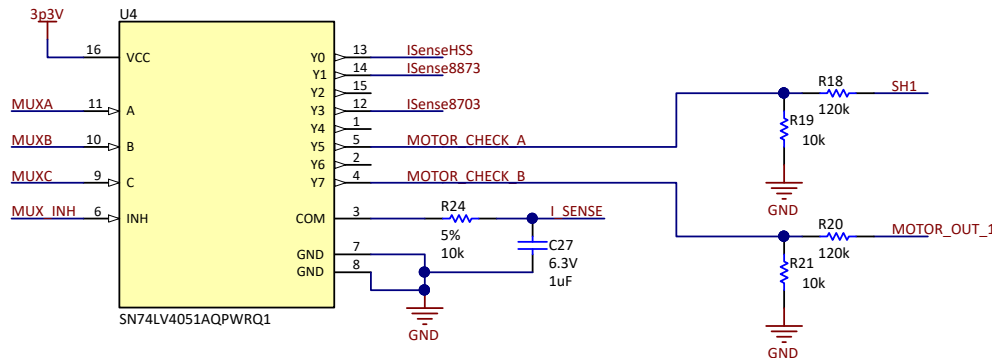 3p3V
U4
16
VCC
Y0
13
ISenseHSS
Y1
14
ISense8873
Y2
15
MUXA
11
A
Y3
12
ISense8703
Y4
1
MUXB
10
B
Y5
5
MOTOR_CHECK_A
Y6
2
MUXC
9
C
Y7
4
MOTOR_CHECK_B
MUX_INH
6
INH
COM
3
R24
5%
10k
I_SENSE
C27
6.3V
1uF
GND
7
GND
8
GND
SN74LV4051AQPWRQ1
R18
120k
SH1
R19
10k
GND
R20
120k
MOTOR_OUT_1
R21
10k
GND